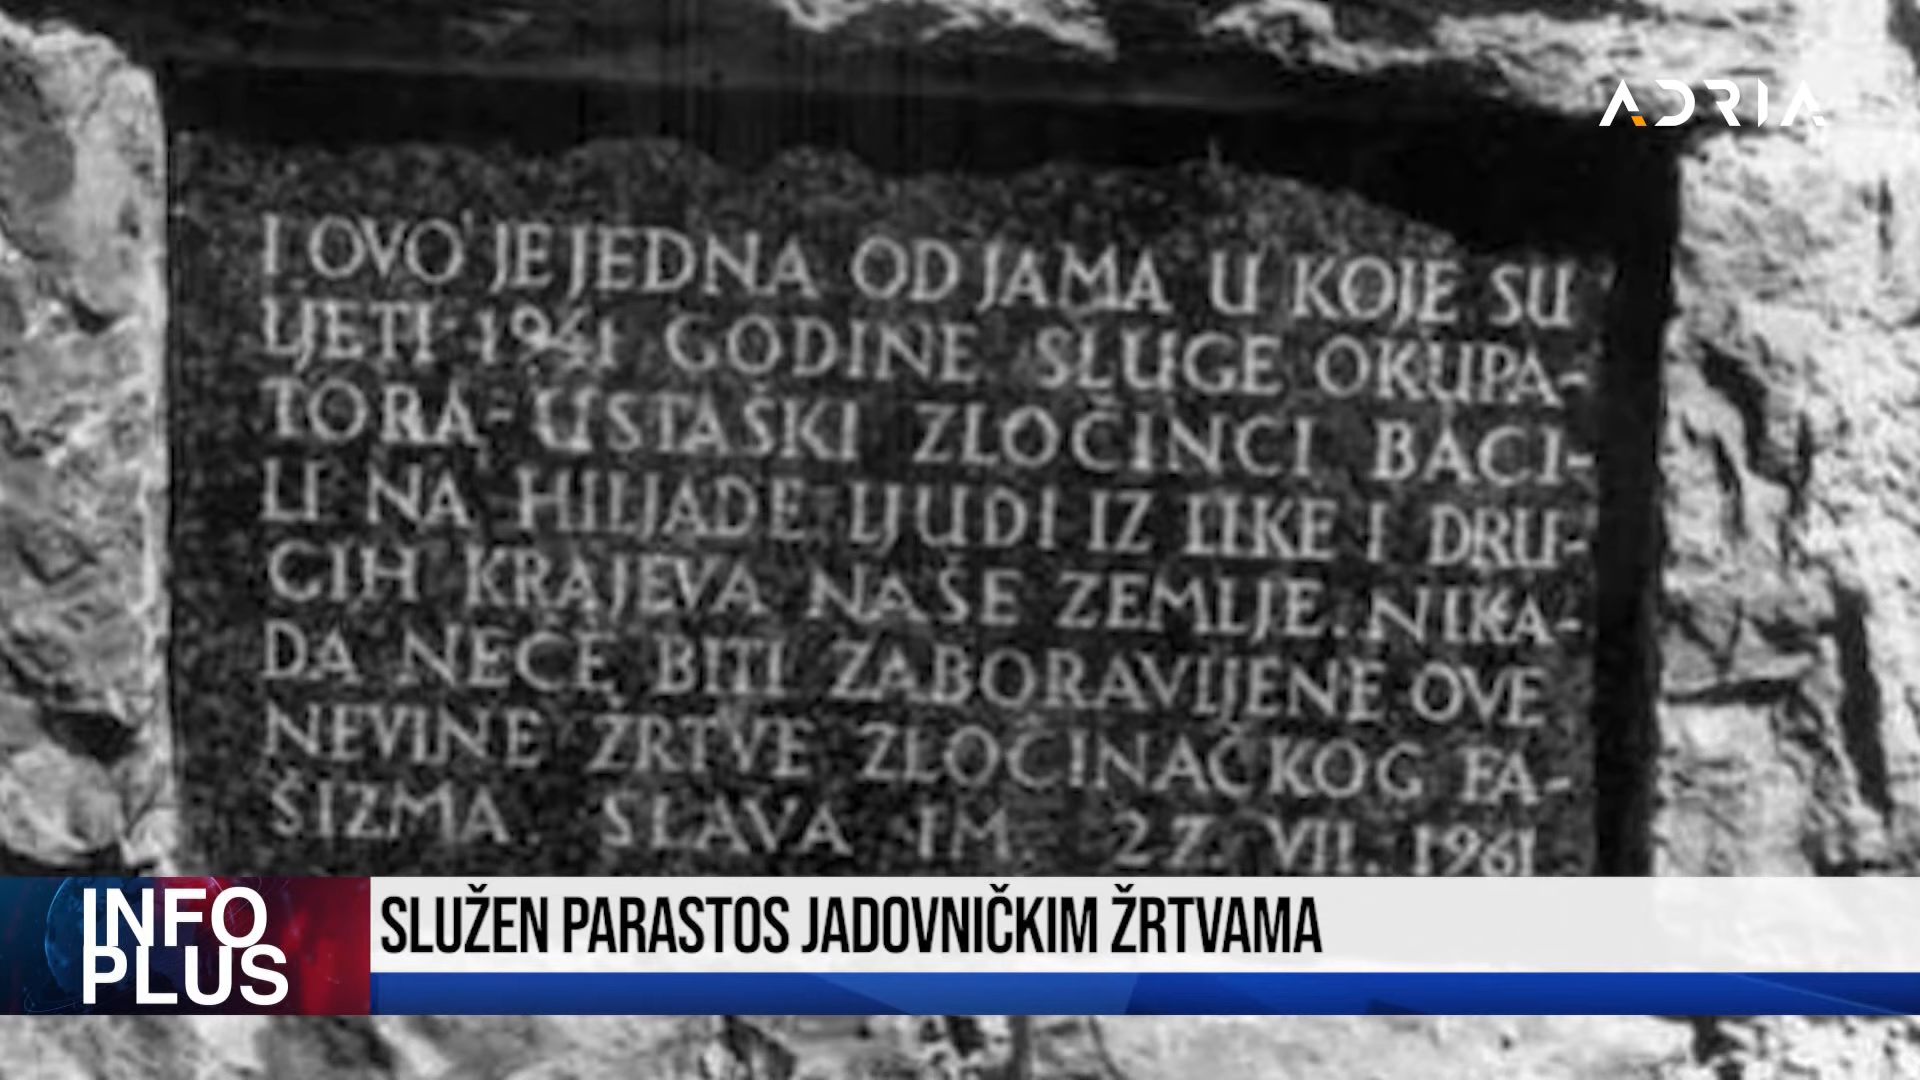 ADRIA
I OVO JE JEDNA OD JAMA U KOJE SU
LJETI 1941 GODINE SLUGE OKUPA-
TORA- USTAŠKI ZLOČINCI BACI-
LI NA HILJADE LJUDI IZ LIKE I DRU-
GIH KRAJEVA NAŠE ZEMLJE. NIKA-
DA NEĆE BITI ZABORAVLJENE OVE
NEVINE ŽRTVE ZLOČINAČKOG FA-
ŠIZMA. SLAVA IM. 27. VII. 1961
INFO
PLUS
SLUŽEN PARASTOS JADOVNIČKIM ŽRTVAMA